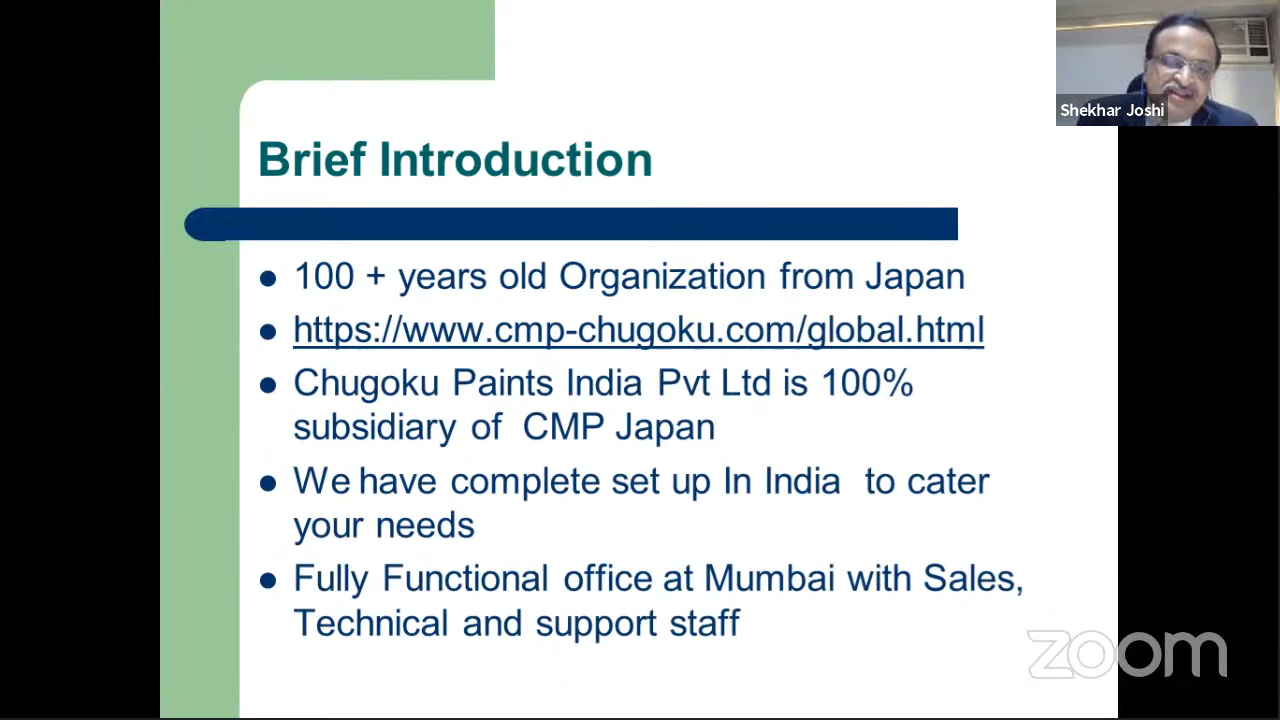 Shekhar Joshi
Brief Introduction
100 + years old Organization from Japan
https://www.cmp-chugoku.com/global.html
Chugoku Paints India Pvt Ltd is 100%
subsidiary of CMP Japan
We have complete set up In India to cater
your needs
Fully Functional office at Mumbai with Sales,
Technical and support staff
zoom